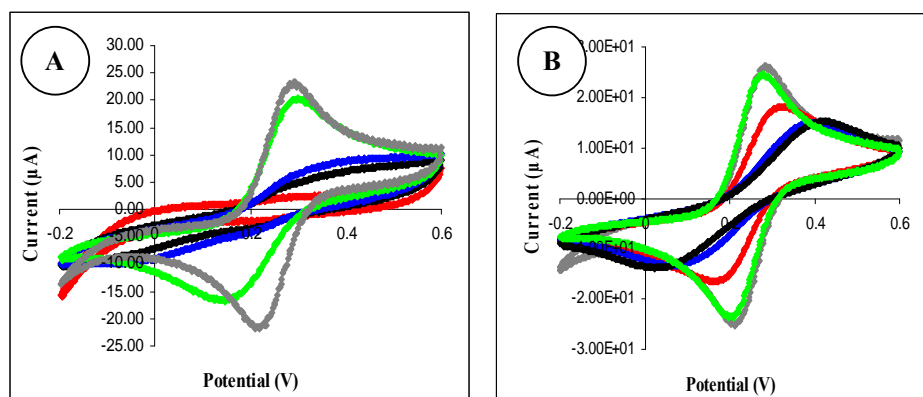 A
30.00
25.00
20.00
15.00
10.00
5.00
0.00
-5.00
-10.00
-15.00
-20.00
-25.00
-0.2
0.2
0.4
0.6
Current (µ A)
Potential (V)
B
3.00E+01
2.00E+01
1.00E+01
0.00E+00
-1.00E+01
-2.00E+01
-3.00E+01
-0.2
0
0.2
0.4
0.6
Current (µ A)
Potential (V)